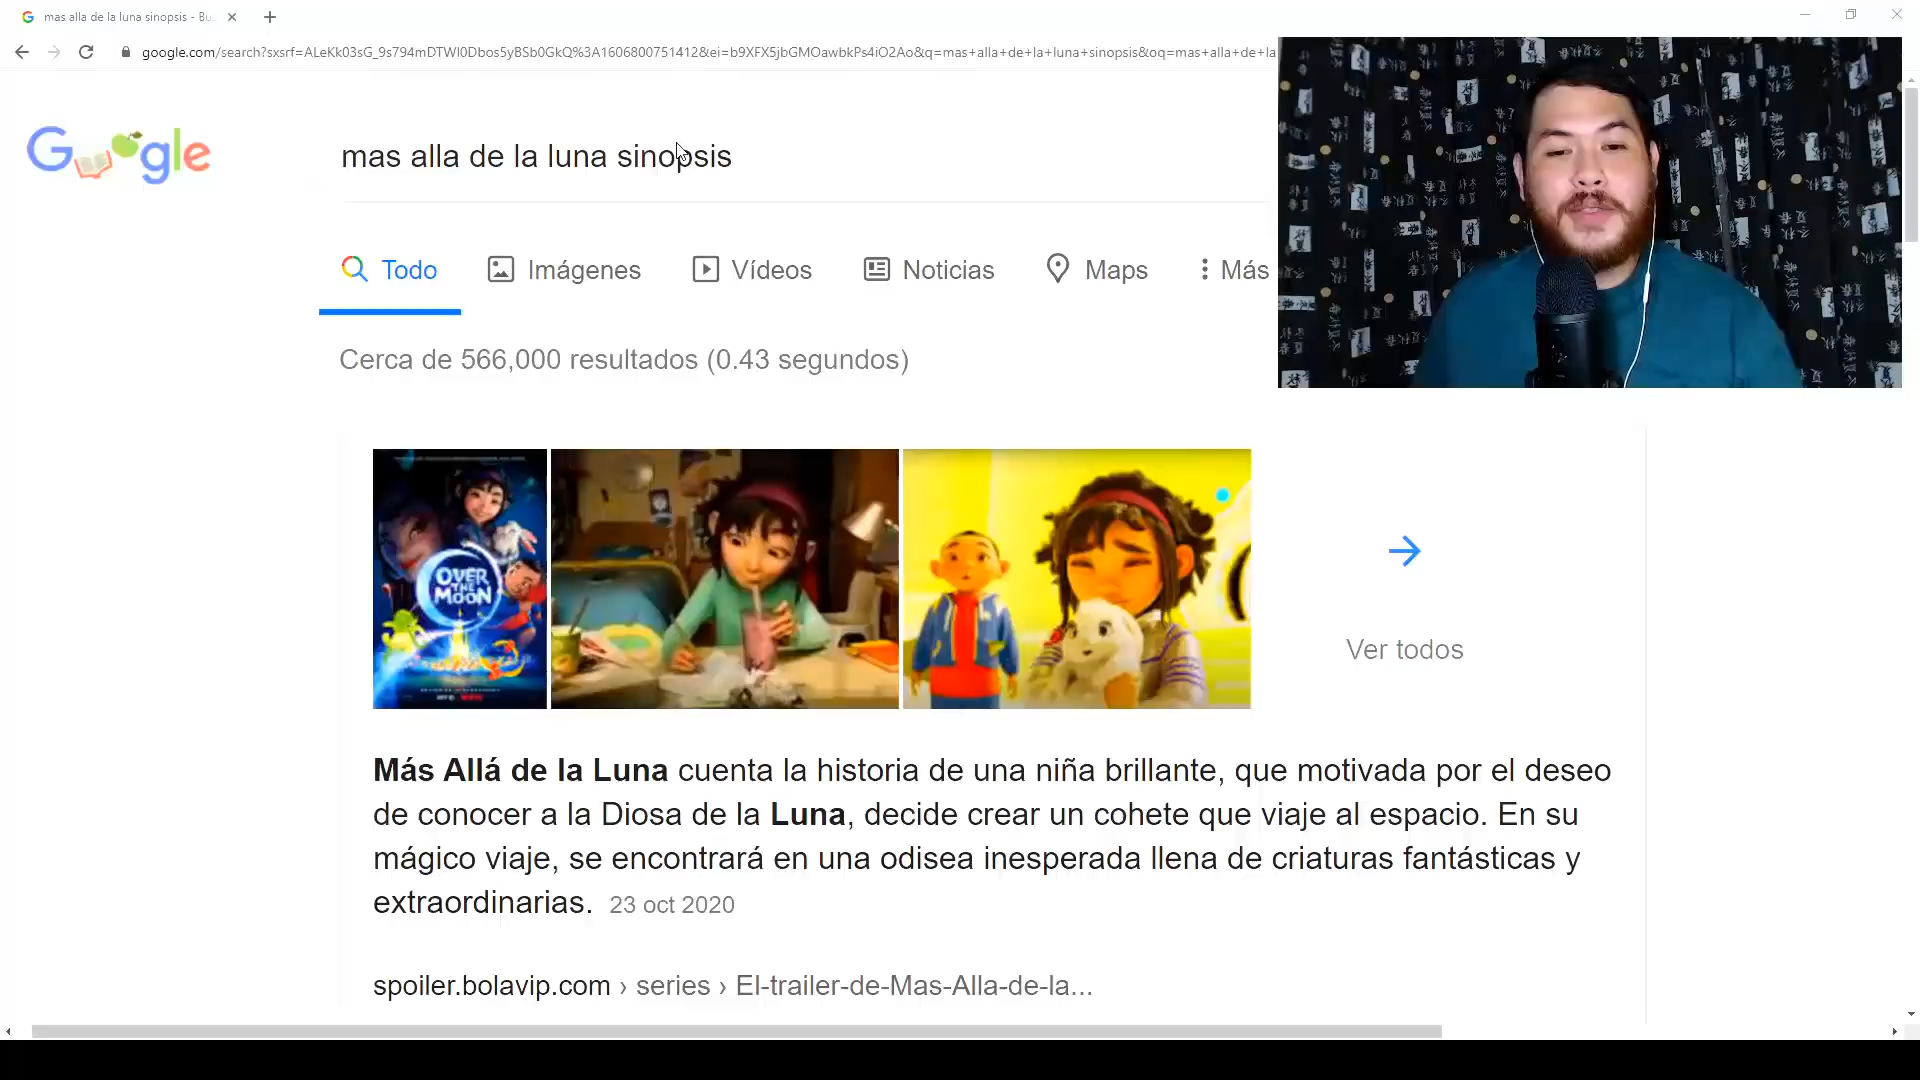 mas alla de la luna sinopsis - Bu
google.com/search?sxsrf=ALeKk03sG_9s794mDTWl0Dbos5yBSb0GkQ%3A1606800751412&ei=b9XFX5jbGMOawbkPs4iO2Ao&q=mas+alla+de+la+luna+sinopsis&oq=mas+alla+de+la
Google
mas alla de la luna sinopsis
Todo Imágenes Vídeos Noticias Maps Más
Cerca de 566,000 resultados (0.43 segundos)
OVER
THE
MOON
Ver todos
Más Allá de la Luna cuenta la historia de una niña brillante, que motivada por el deseo
de conocer a la Diosa de la Luna, decide crear un cohete que viaje al espacio. En su
mágico viaje, se encontrará en una odisea inesperada llena de criaturas fantásticas y
extraordinarias. 23 oct 2020
spoiler.bolavip.com › series › El-trailer-de-Mas-Alla-de-la...